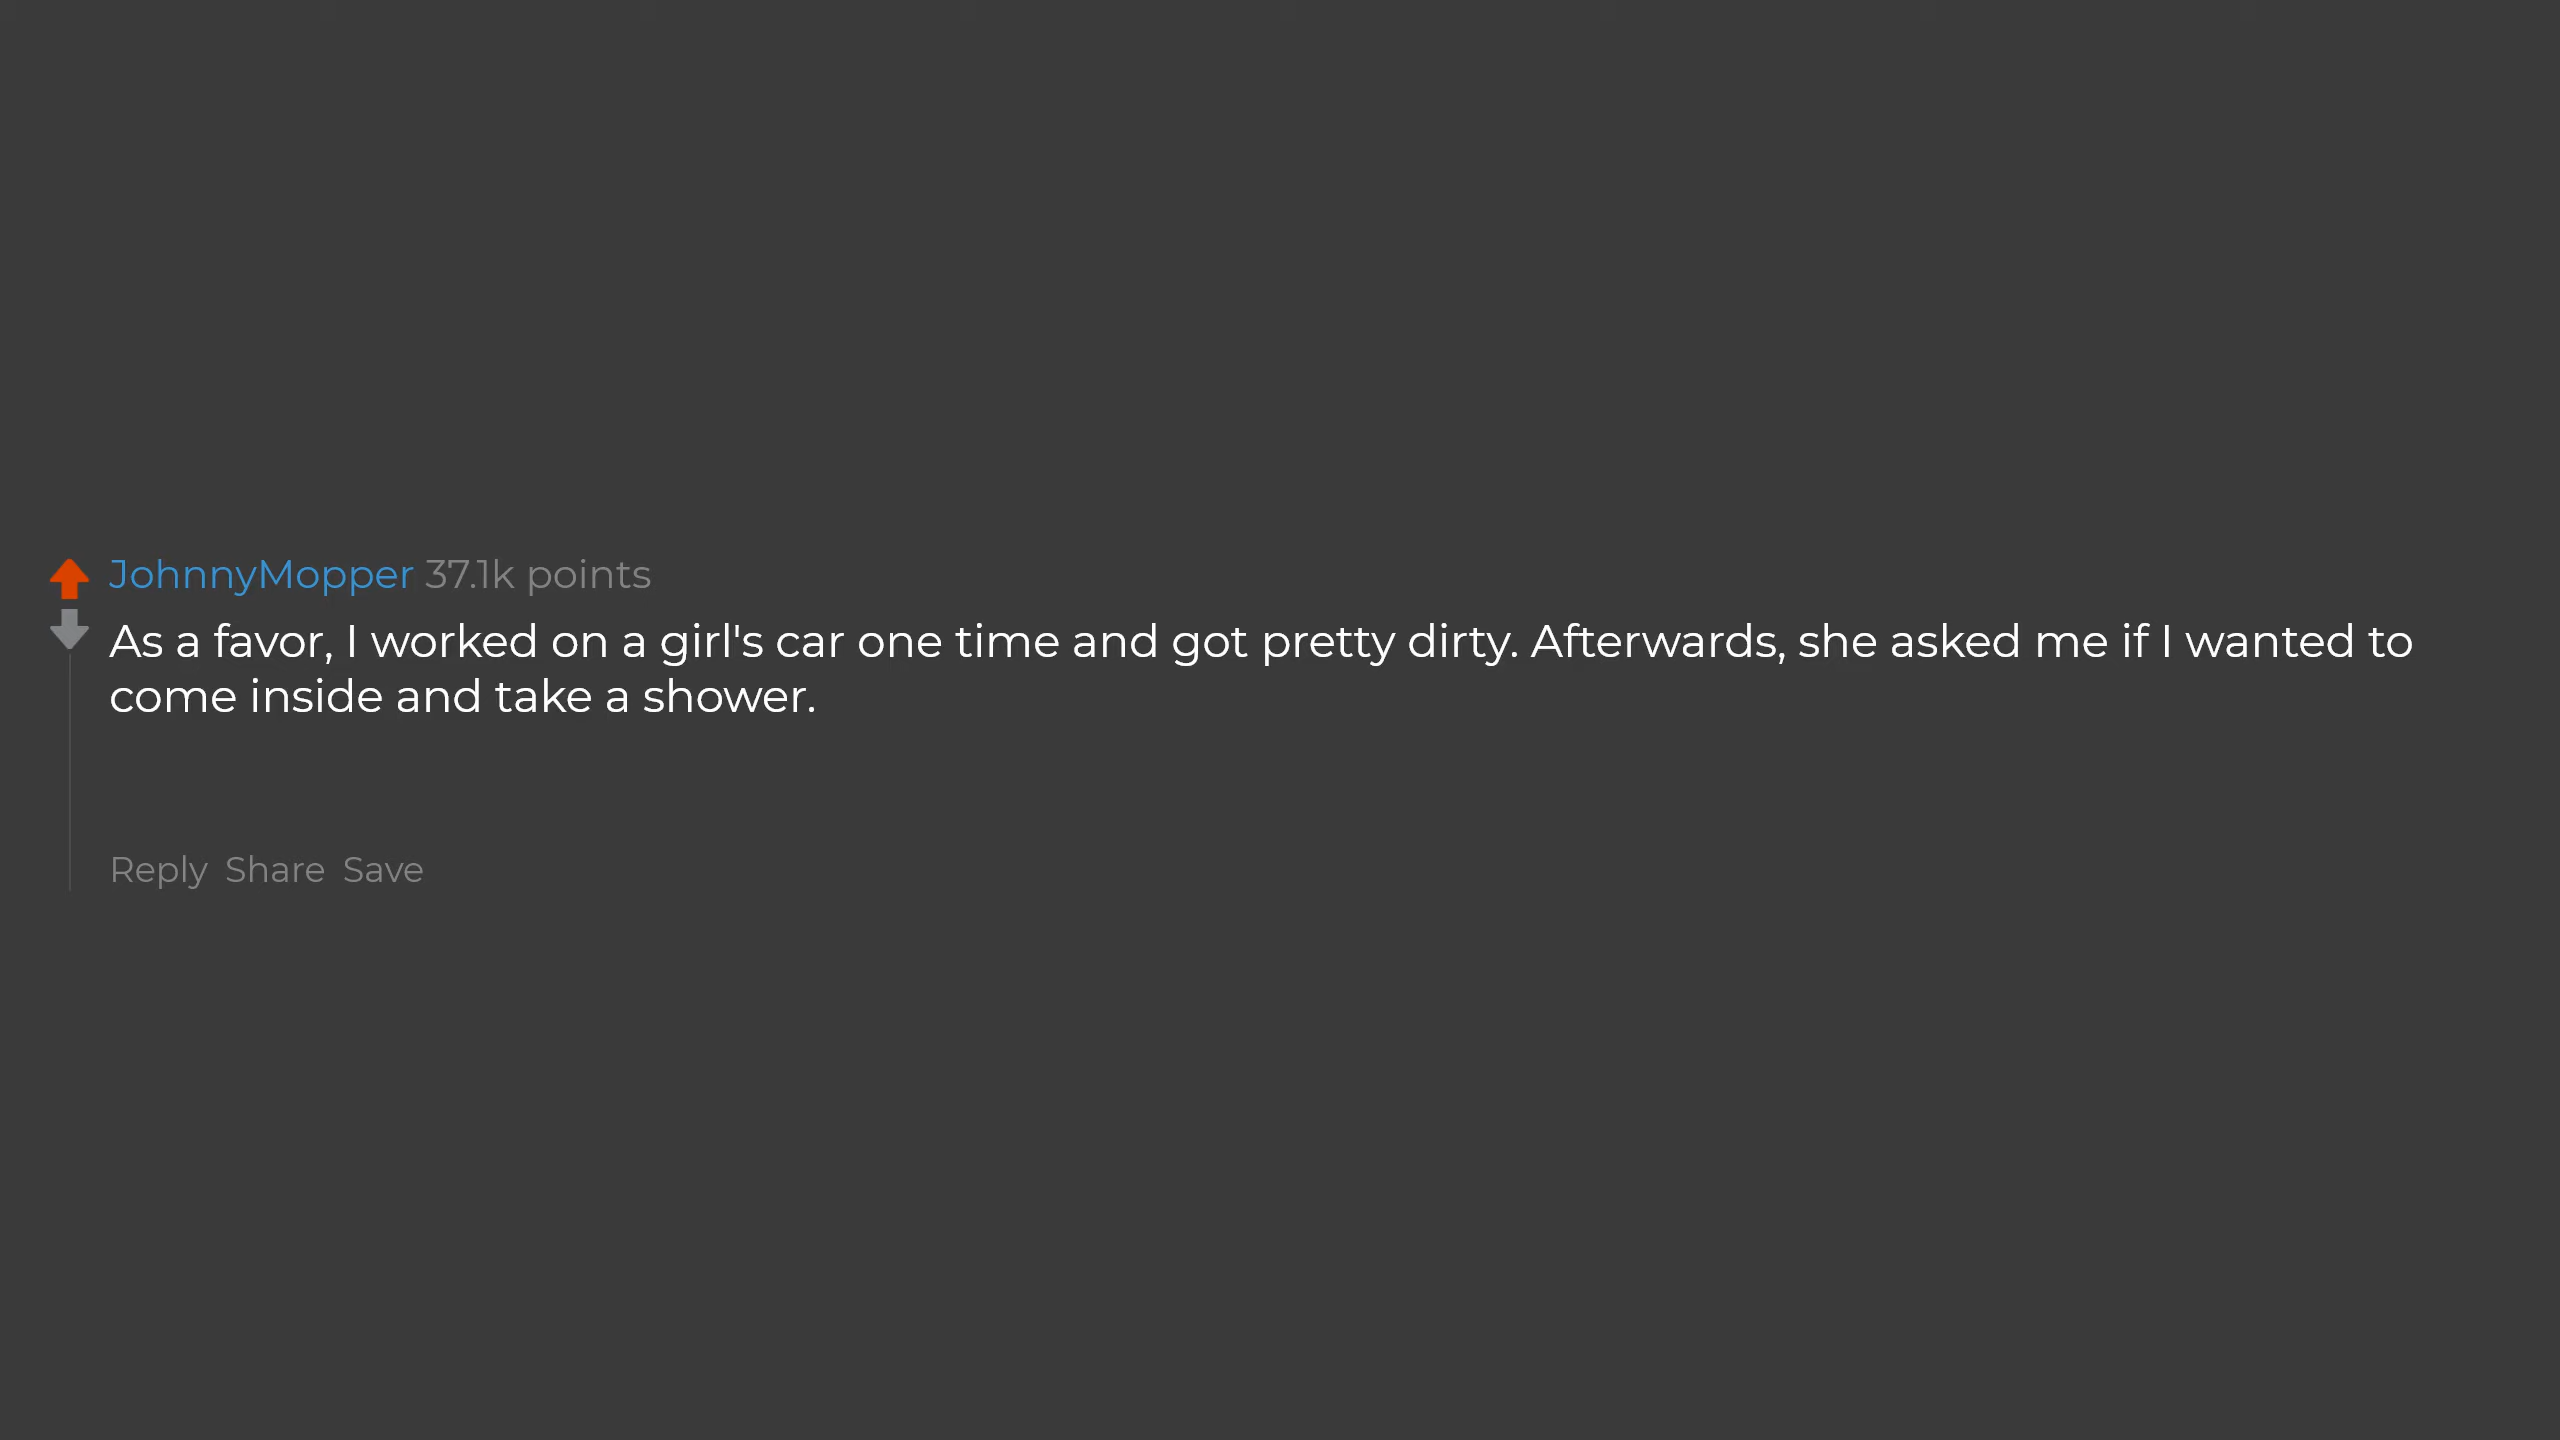 JohnnyMopper 37.1k points
As a favor, I worked on a girl's car one time and got pretty dirty. Afterwards, she asked me if I wanted to
come inside and take a shower.
Reply Share Save